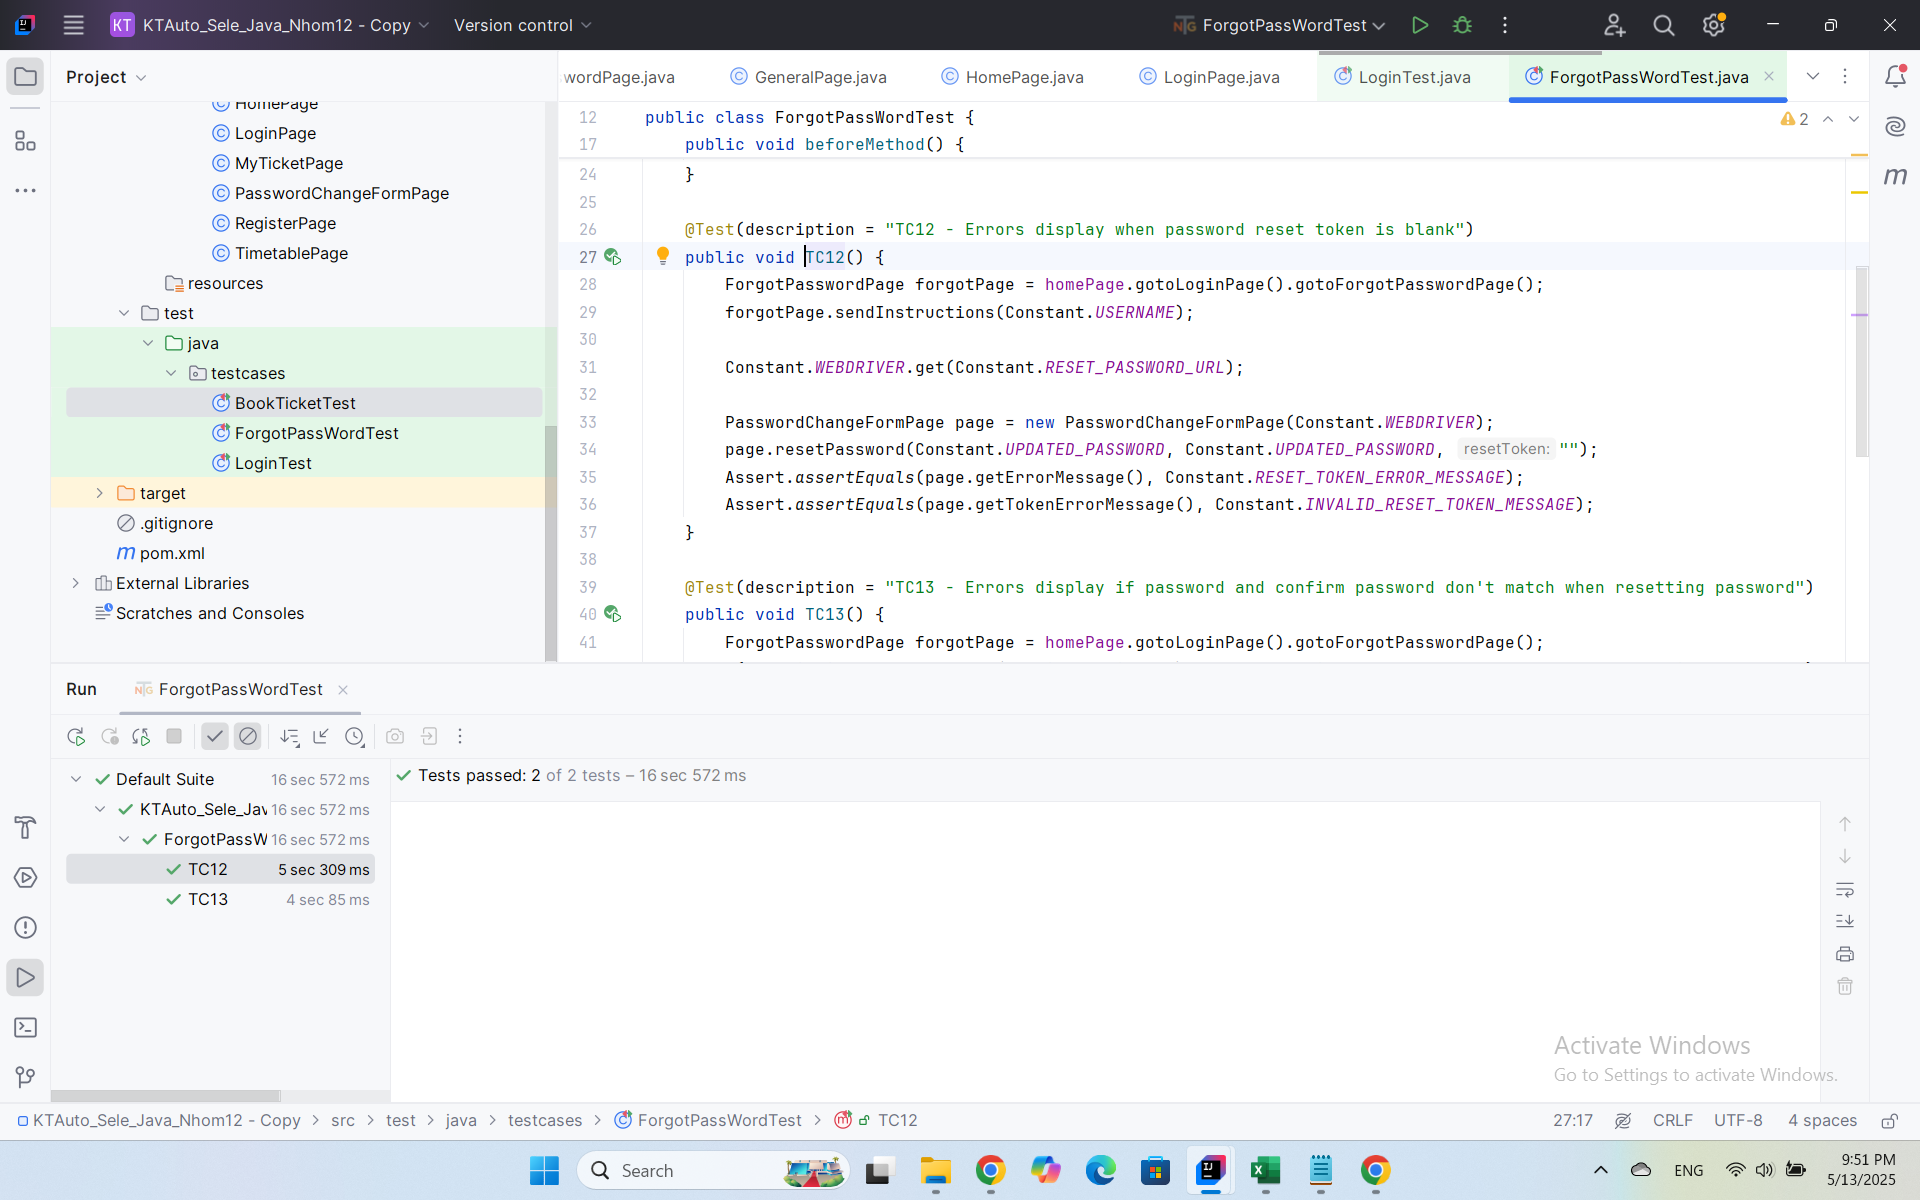 KT KTAuto_Sele_Java_Nhom12 - Copy Version control ForgotPassWordTest
Project
wordPage.java GeneralPage.java HomePage.java LoginPage.java LoginTest.java ForgotPassWordTest.java
HomePage
LoginPage
MyTicketPage
PasswordChangeFormPage
RegisterPage
TimetablePage
resources
test
java
testcases
BookTicketTest
ForgotPassWordTest
LoginTest
target
.gitignore
pom.xml
External Libraries
Scratches and Consoles
12 public class ForgotPassWordTest {
2
17 public void beforeMethod() {
24 }
25
26 @Test(description = "TC12 - Errors display when password reset token is blank")
27 public void TC12() {
28 ForgotPasswordPage forgotPage = homePage.gotoLoginPage().gotoForgotPasswordPage();
29 forgotPage.sendInstructions(Constant.USERNAME);
30
31 Constant.WEBDRIVER.get(Constant.RESET_PASSWORD_URL);
32
33 PasswordChangeFormPage page = new PasswordChangeFormPage(Constant.WEBDRIVER);
34 page.resetPassword(Constant.UPDATED_PASSWORD, Constant.UPDATED_PASSWORD, resetToken: "");
35 Assert.assertEquals(page.getErrorMessage(), Constant.RESET_TOKEN_ERROR_MESSAGE);
36 Assert.assertEquals(page.getTokenErrorMessage(), Constant.INVALID_RESET_TOKEN_MESSAGE);
37 }
38
39 @Test(description = "TC13 - Errors display if password and confirm password don't match when resetting password")
40 public void TC13() {
41 ForgotPasswordPage forgotPage = homePage.gotoLoginPage().gotoForgotPasswordPage();
Run ForgotPassWordTest
Default Suite 16 sec 572 ms
KTAuto_Sele_Jav 16 sec 572 ms
ForgotPassW 16 sec 572 ms
TC12 5 sec 309 ms
TC13 4 sec 85 ms
Tests passed: 2 of 2 tests – 16 sec 572 ms
Activate Windows
Go to Settings to activate Windows.
KTAuto_Sele_Java_Nhom12 - Copy > src > test > java > testcases > ForgotPassWordTest > TC12
27:17 CRLF UTF-8 4 spaces
Search
ENG
9:51 PM
5/13/2025